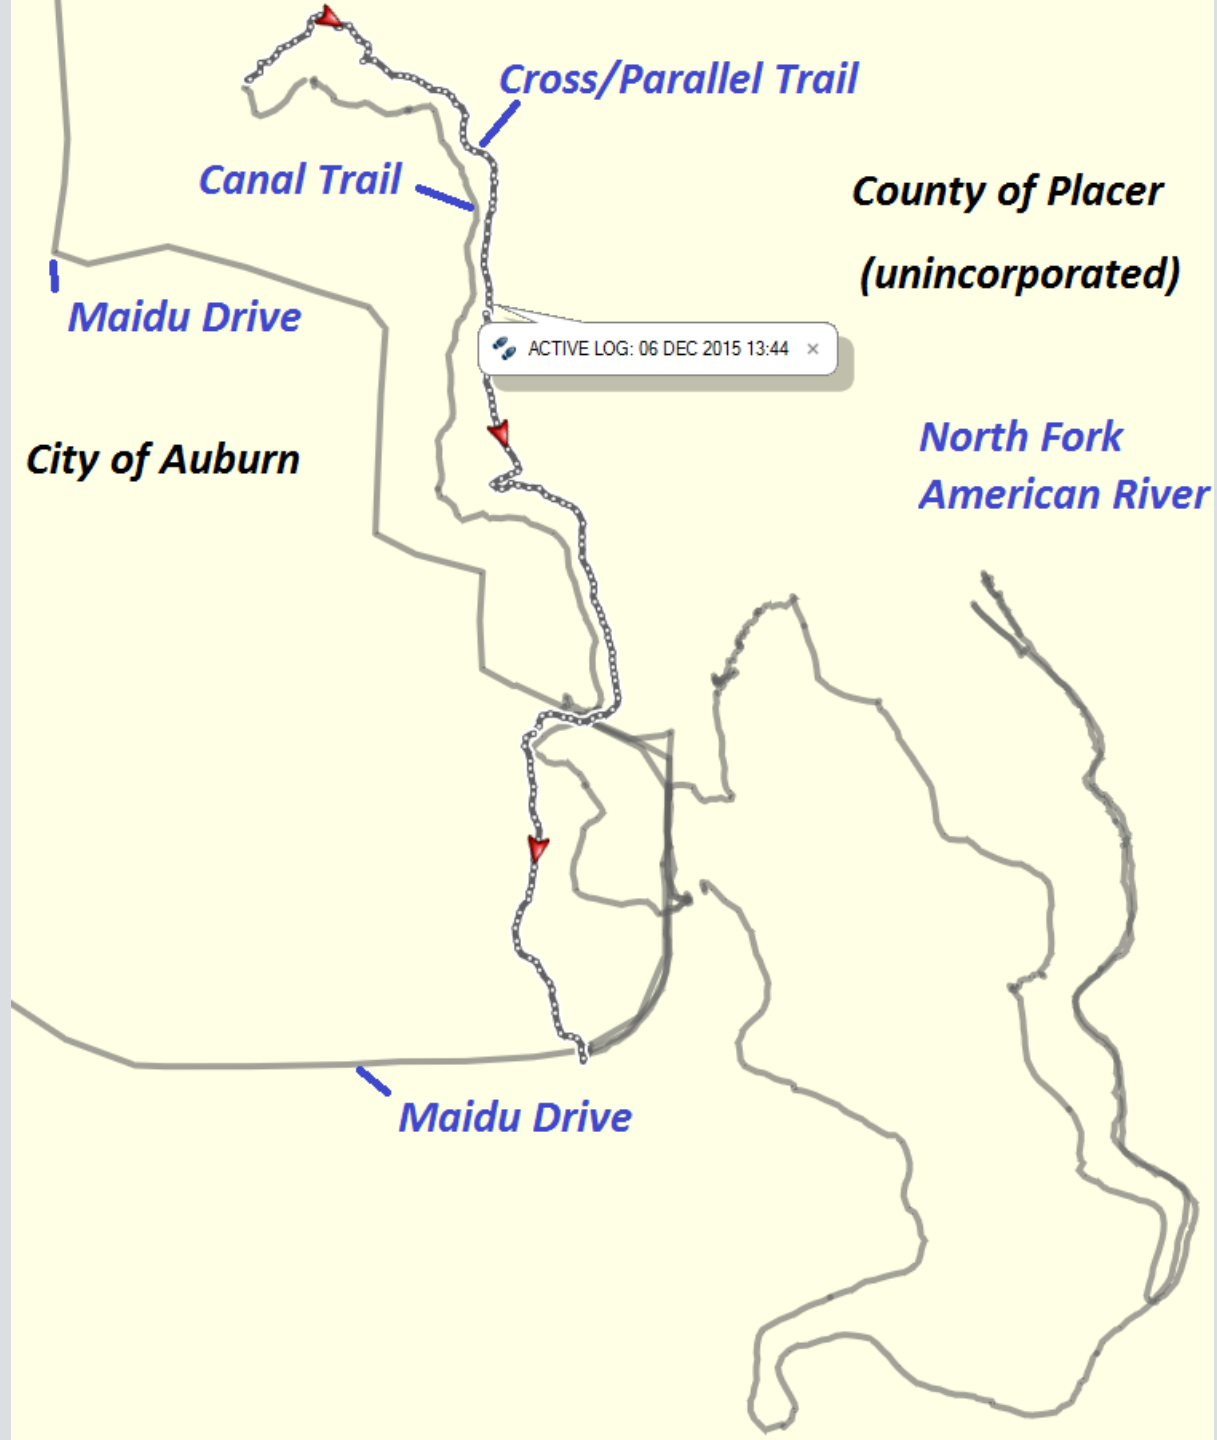 Cross/Parallel Trail
Canal Trail
County of Placer
(unincorporated)
Maidu Drive
ACTIVE LOG: 06 DEC 2015 13:44 ×
City of Auburn
North Fork
American River
Maidu Drive